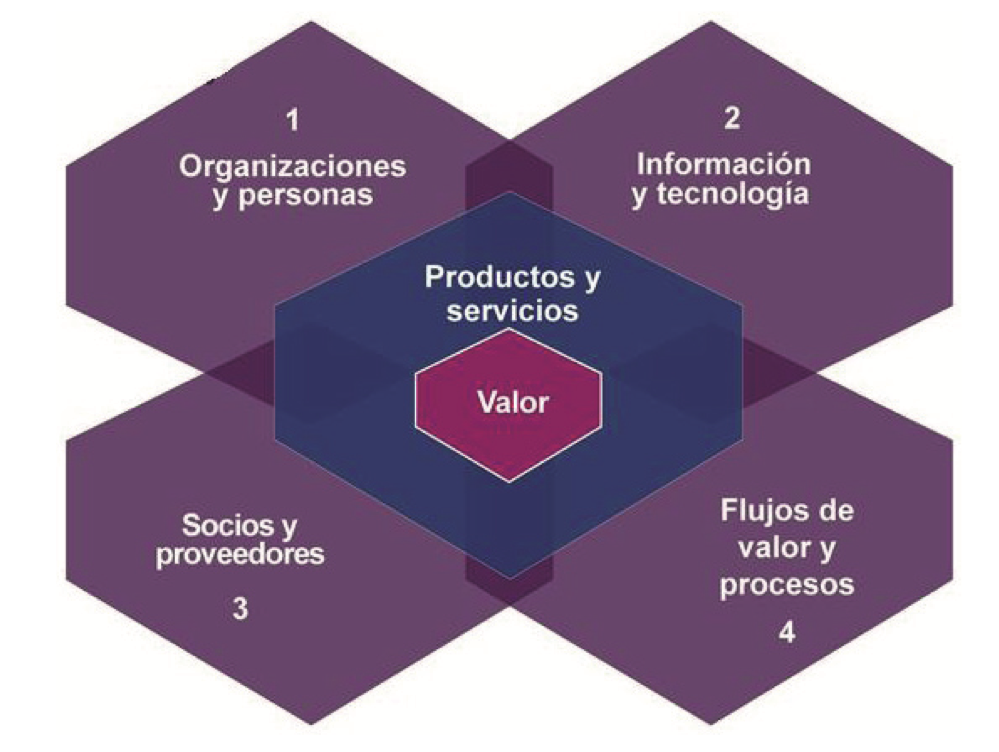 1
Organizaciones
y personas
2
Información
y tecnología
Productos y
servicios
Valor
Socios y
proveedores
3
Flujos de
valor y
procesos
4